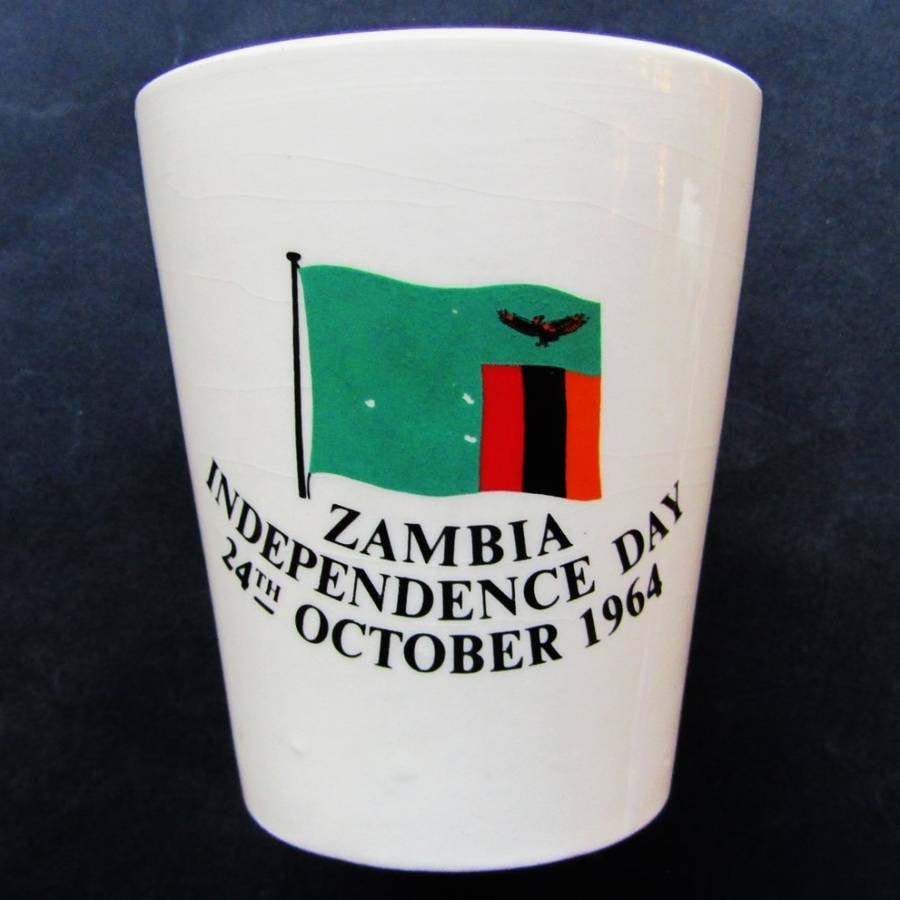 ZAMBIA
INDEPENDENCE DAY
24TH OCTOBER 1964